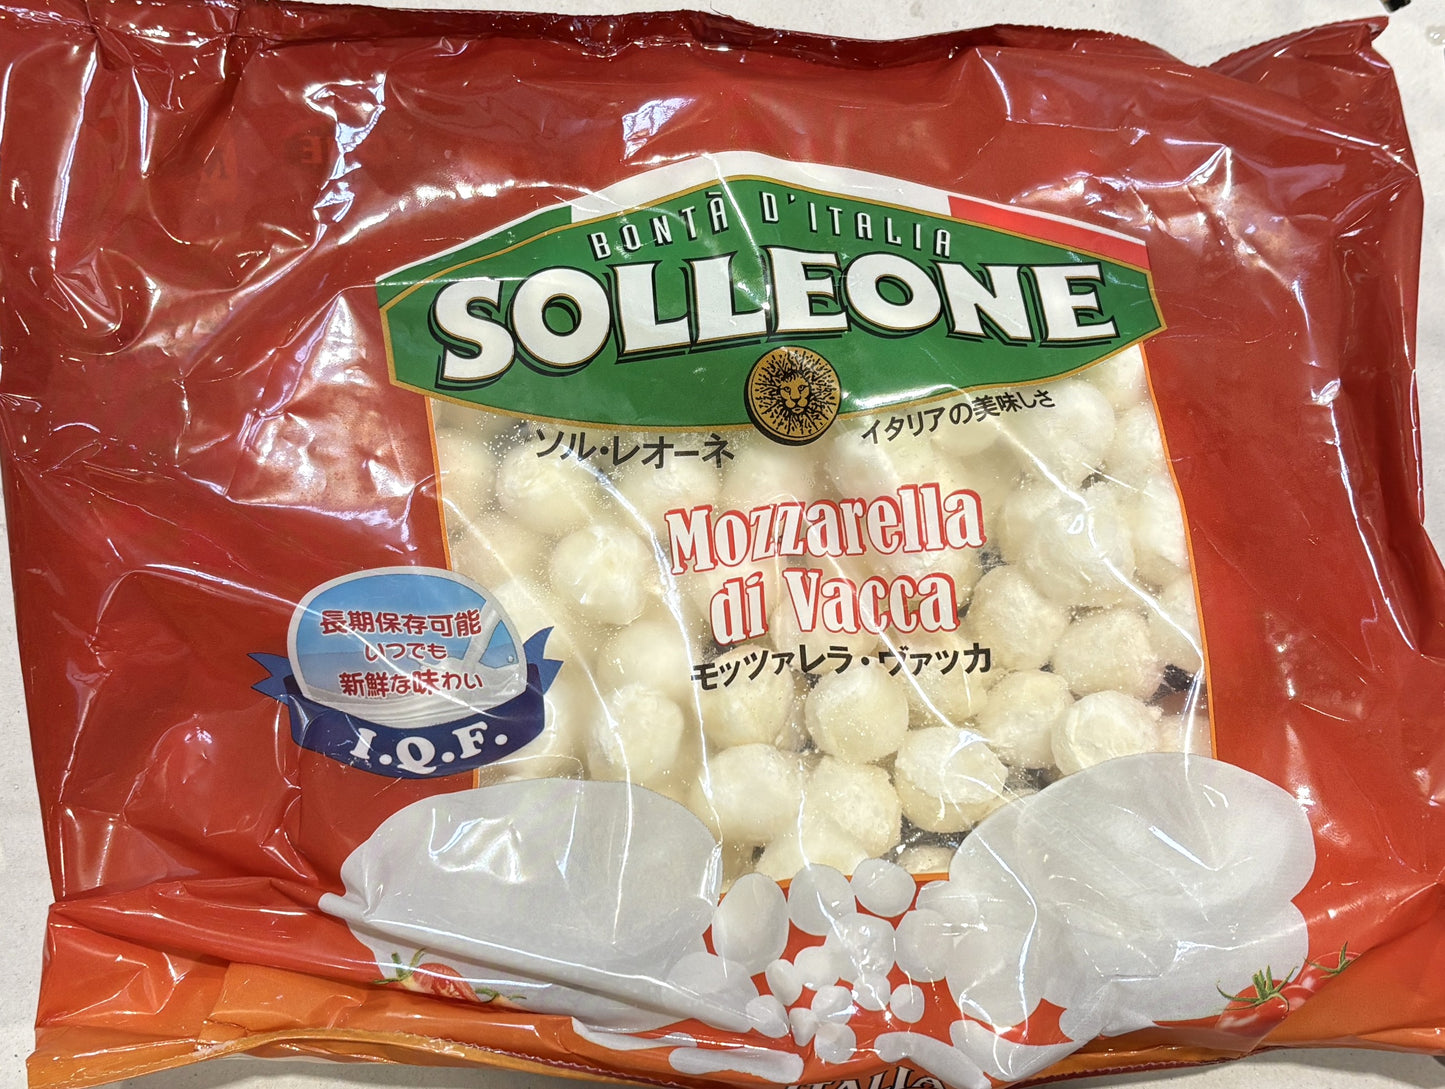 BONTÀ D'ITALIA
SOLLEONE
ソル・レオーネ
イタリアの美味しさ
Mozzarella
di Vacca
モッツァレラ・ヴァッカ
長期保存可能
いつでも
新鮮な味わい
I.Q.F.